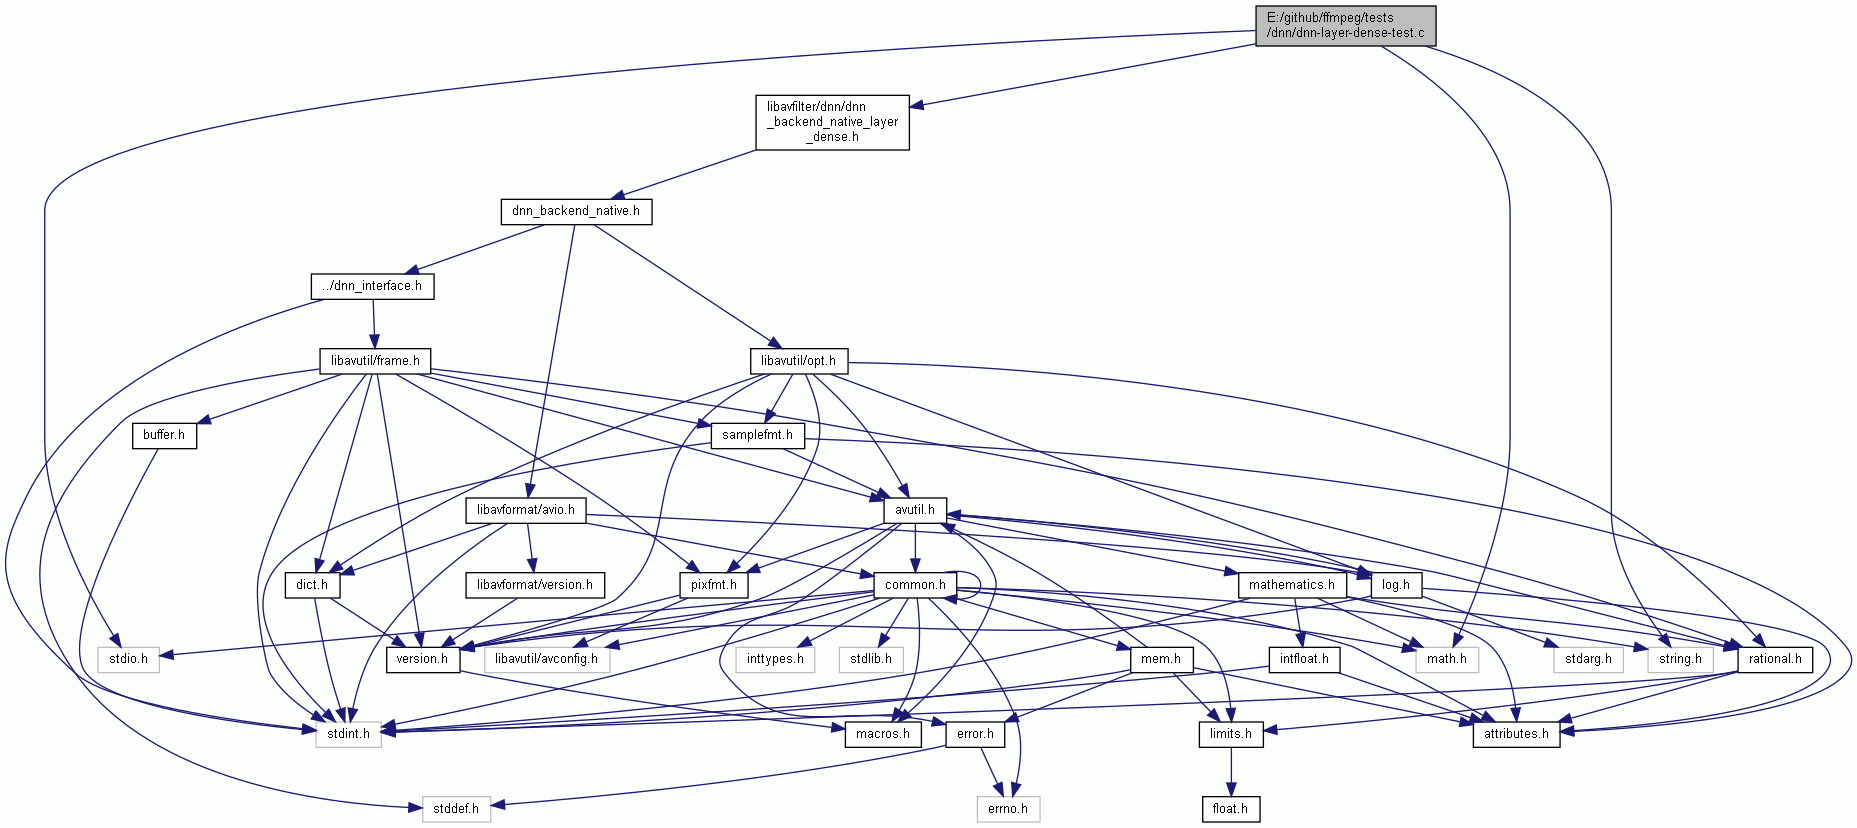 E:/github/ffmpeg/tests
/dnn/dnn-layer-dense-test.c
libavfilter/dnn/dnn
_backend_native_layer
_dense.h
dnn_backend_native.h
../dnn_interface.h
libavutil/frame.h
libavutil/opt.h
buffer.h
samplefmt.h
libavformat/avio.h
avutil.h
dict.h
libavformat/version.h
pixfmt.h
common.h
mathematics.h
log.h
stdio.h
version.h
libavutil/avconfig.h
inttypes.h
stdlib.h
mem.h
intfloat.h
math.h
stdarg.h
string.h
rational.h
stdint.h
macros.h
error.h
limits.h
attributes.h
stddef.h
errno.h
float.h